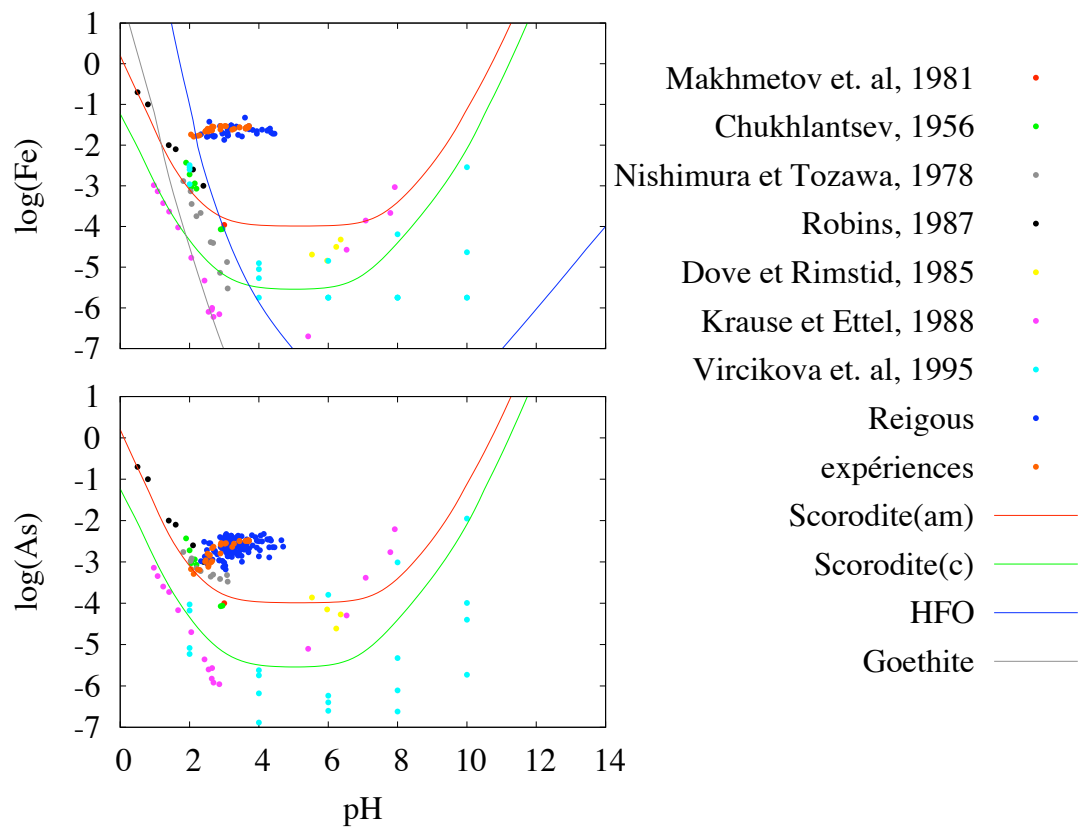 1
0
-1
-2
-3
-4
-5
-6
-7
log(Fe)
1
0
-1
-2
-3
-4
-5
-6
-7
log(As)
0 2 4 6 8 10 12 14
pH
Makhmetov et. al, 1981
Chukhlantsev, 1956
Nishimura et Tozawa, 1978
Robins, 1987
Dove et Rimstid, 1985
Krause et Ettel, 1988
Vircikova et. al, 1995
Reigous
expériences
Scorodite(am)
Scorodite(c)
HFO
Goethite